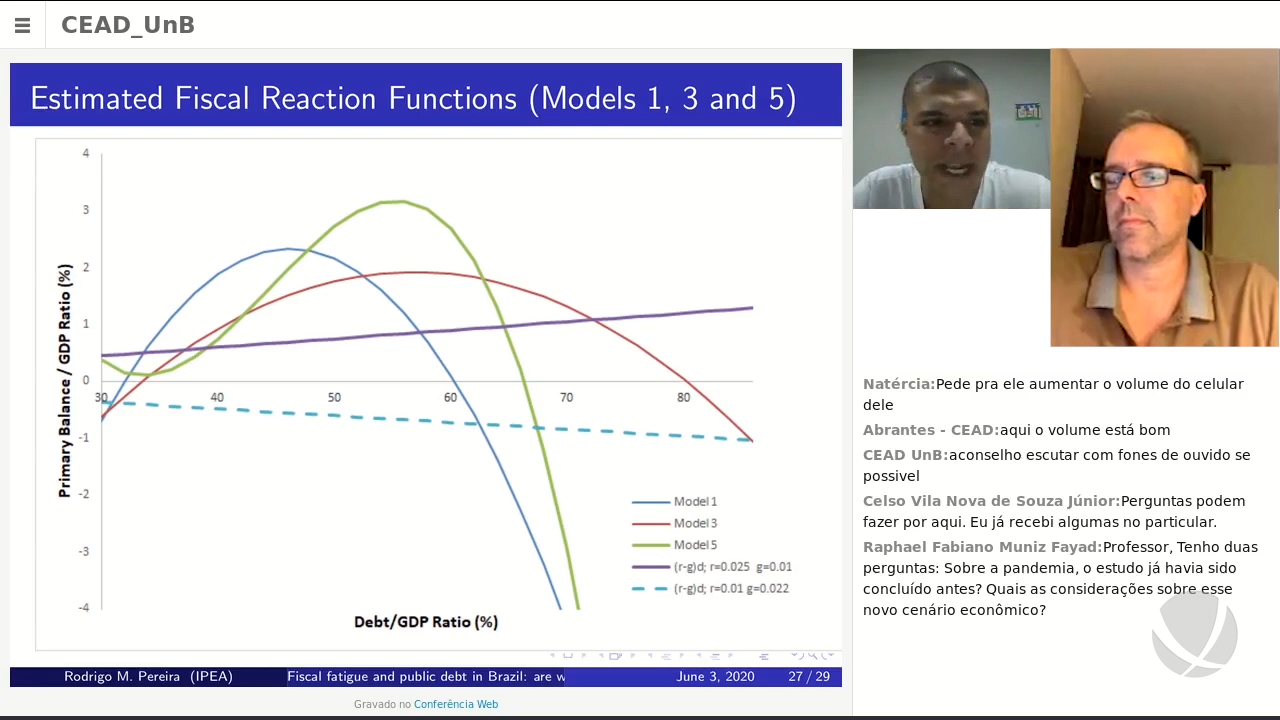 CEAD_UnB
Estimated Fiscal Reaction Functions (Models 1, 3 and 5)
4
3
2
1
0
-1
-2
-3
-4
30 40 50 60 70 80
Primary Balance / GDP Ratio (%)
Debt/GDP Ratio (%)
Model 1
Model 3
Model 5
(r-g)d; r=0.025 g=0.01
(r-g)d; r=0.01 g=0.022
Rodrigo M. Pereira (IPEA) Fiscal fatigue and public debt in Brazil: are w June 3, 2020 27 / 29
Gravado no Conferência Web
Natércia:Pede pra ele aumentar o volume do celular
dele
Abrantes - CEAD:aqui o volume está bom
CEAD UnB:aconselho escutar com fones de ouvido se
possivel
Celso Vila Nova de Souza Júnior:Perguntas podem
fazer por aqui. Eu já recebi algumas no particular.
Raphael Fabiano Muniz Fayad:Professor, Tenho duas
perguntas: Sobre a pandemia, o estudo já havia sido
concluído antes? Quais as considerações sobre esse
novo cenário econômico?